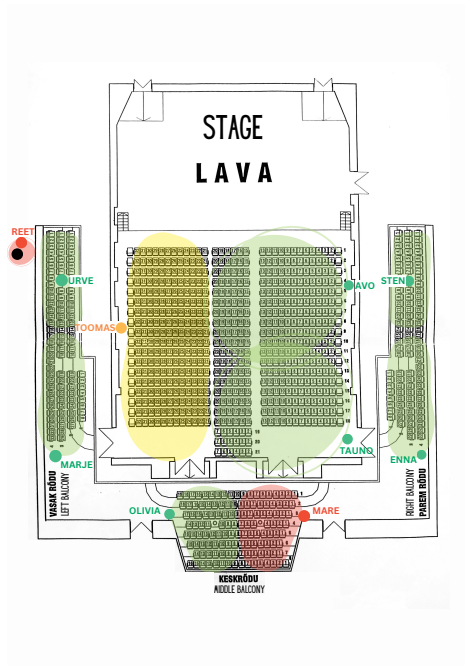 STAGE
LAVA
REET
URVE
AVO
STEN
TOOMAS
TAUNO
MARJE
ENNA
VASAK RÕDU
LEFT BALCONY
RIGHT BALCONY
PAREM RÕDU
OLIVIA
MARE
KESKRÕDU
MIDDLE BALCONY